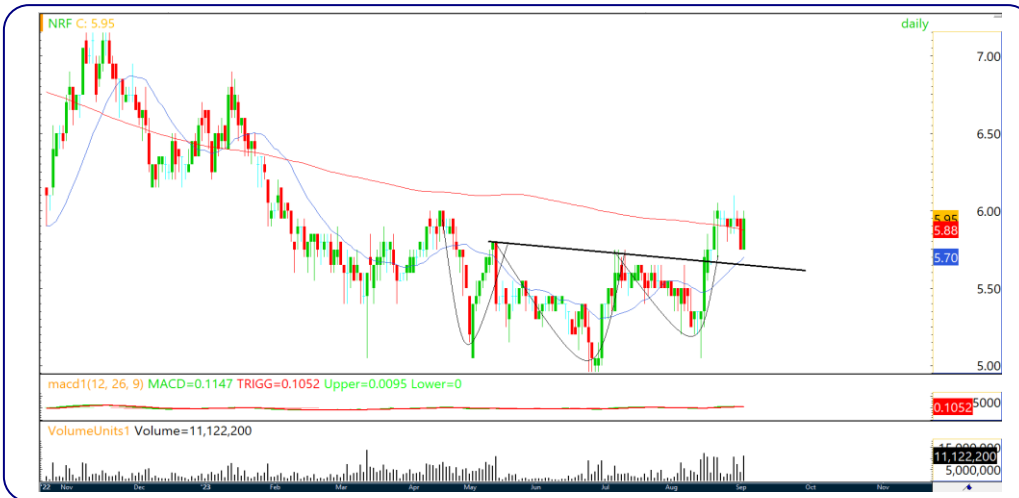 NRF C: 5.95
daily
7.00
6.50
6.00
5.95
5.88
5.70
5.50
5.00
macd1(12, 26, 9) MACD=0.1147 TRIGG=0.1052 Upper=0.0095 Lower=0
0.1052
5000
VolumeUnits1 Volume=11,122,200
11,122,200
5,000,000
'22 Nov Dec '23 Feb Mar Apr May Jun Jul Aug Sep Oct Nov